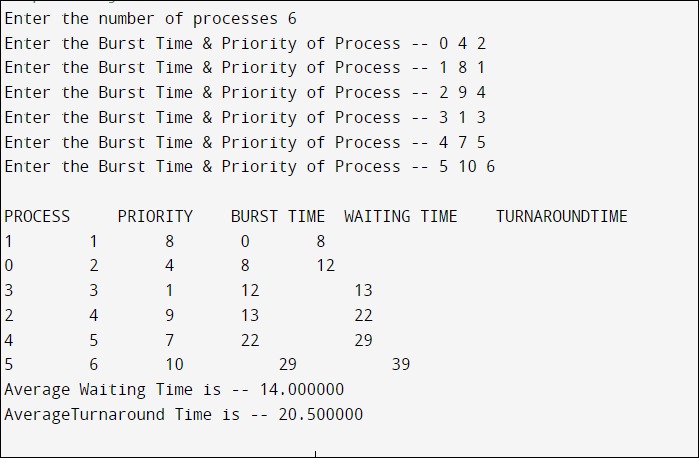 Enter the number of processes 6
Enter the Burst Time & Priority of Process -- 0 4 2
Enter the Burst Time & Priority of Process -- 1 8 1
Enter the Burst Time & Priority of Process -- 2 9 4
Enter the Burst Time & Priority of Process -- 3 1 3
Enter the Burst Time & Priority of Process -- 4 7 5
Enter the Burst Time & Priority of Process -- 5 10 6
PROCESS PRIORITY BURST TIME WAITING TIME TURNAROUNDTIME
1 1 8 0 8
0 2 4 8 12
3 3 1 12 13
2 4 9 13 22
4 5 7 22 29
5 6 10 29 39
Average Waiting Time is -- 14.000000
AverageTurnaround Time is -- 20.500000